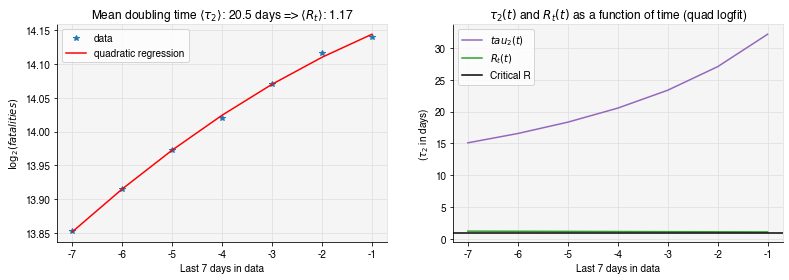 Mean doubling time ⟨τ₂⟩: 20.5 days => ⟨Rₜ⟩: 1.17
data
quadratic regression
log₂(fatalities)
14.15
14.10
14.05
14.00
13.95
13.90
13.85
-7 -6 -5 -4 -3 -2 -1
Last 7 days in data
τ₂(t) and Rₜ(t) as a function of time (quad logfit)
tau₂(t)
Rₜ(t)
Critical R
(τ₂ in days)
30
25
20
15
10
5
0
-7 -6 -5 -4 -3 -2 -1
Last 7 days in data